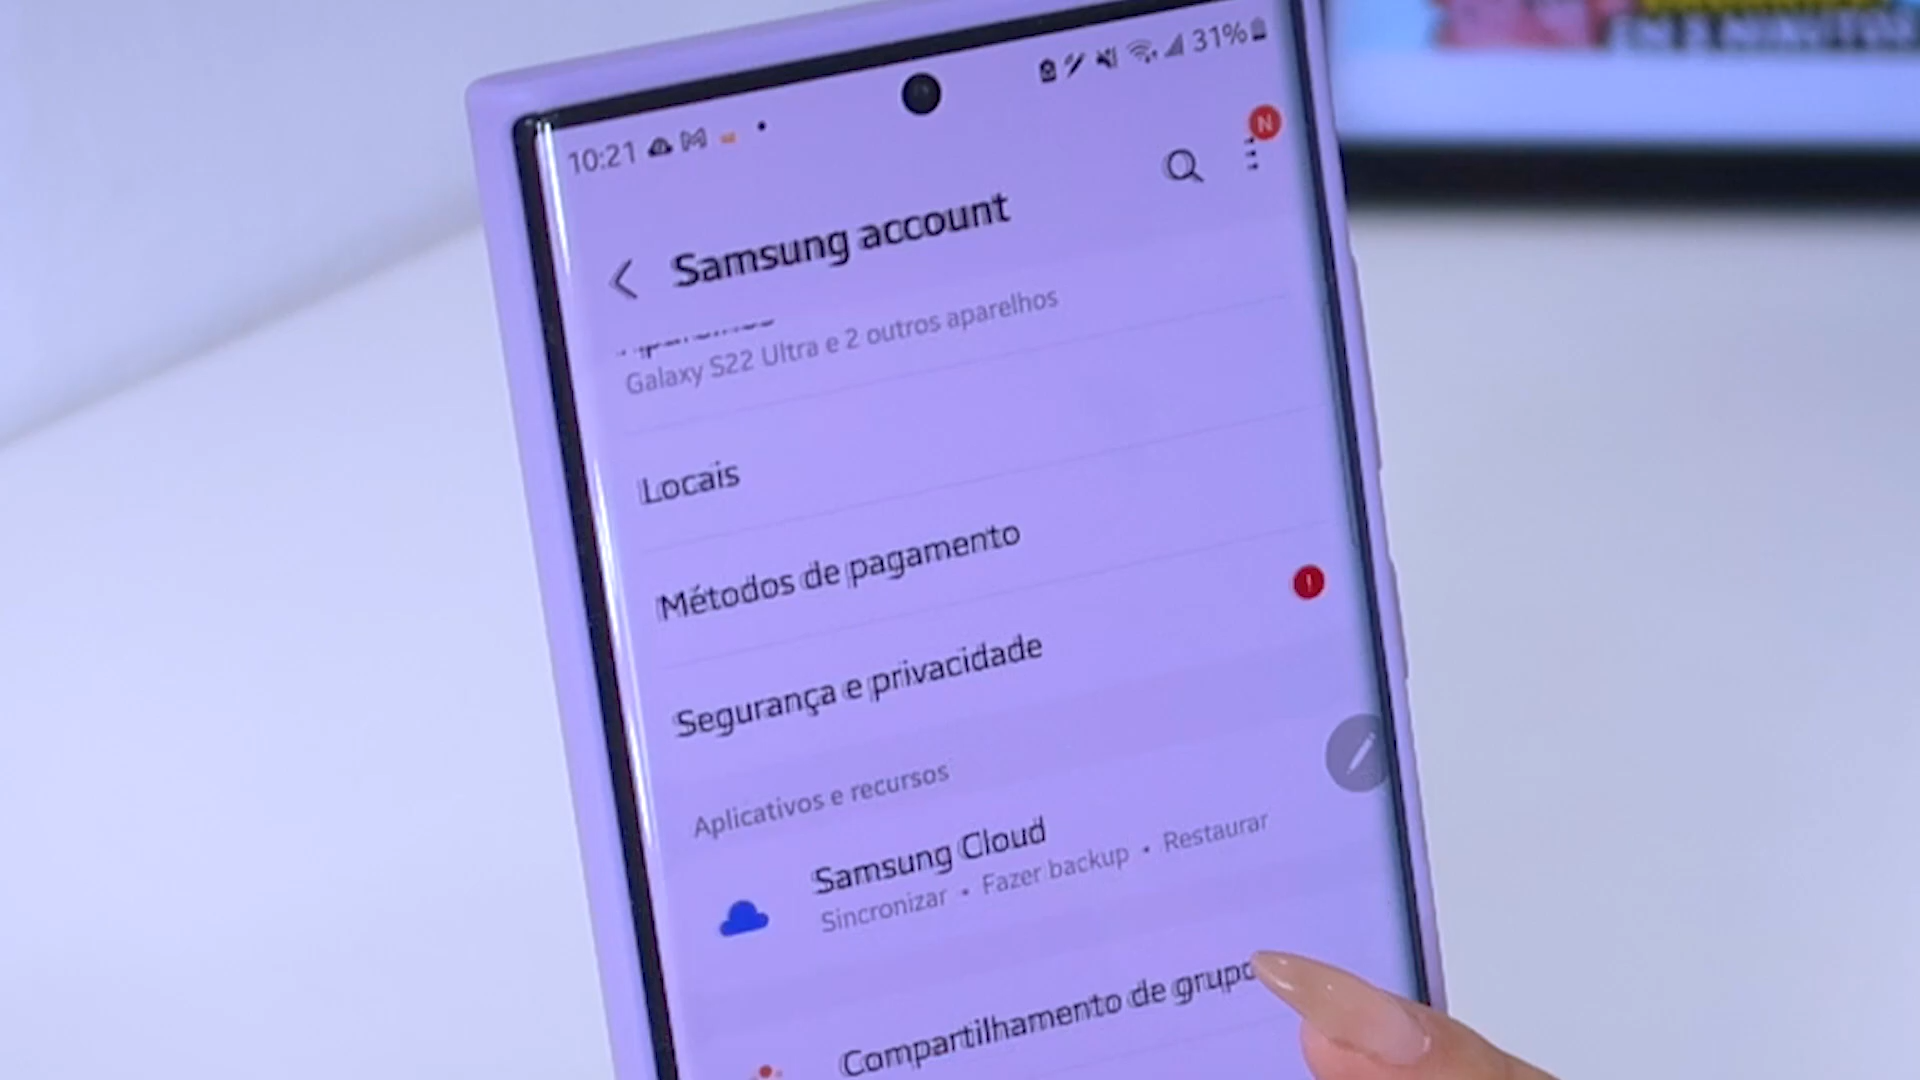 10:21
31%
N
Samsung account
Galaxy S22 Ultra e 2 outros aparelhos
Locais
Métodos de pagamento
Segurança e privacidade
Aplicativos e recursos
Samsung Cloud
Sincronizar • Fazer backup • Restaurar
Compartilhamento de grupo